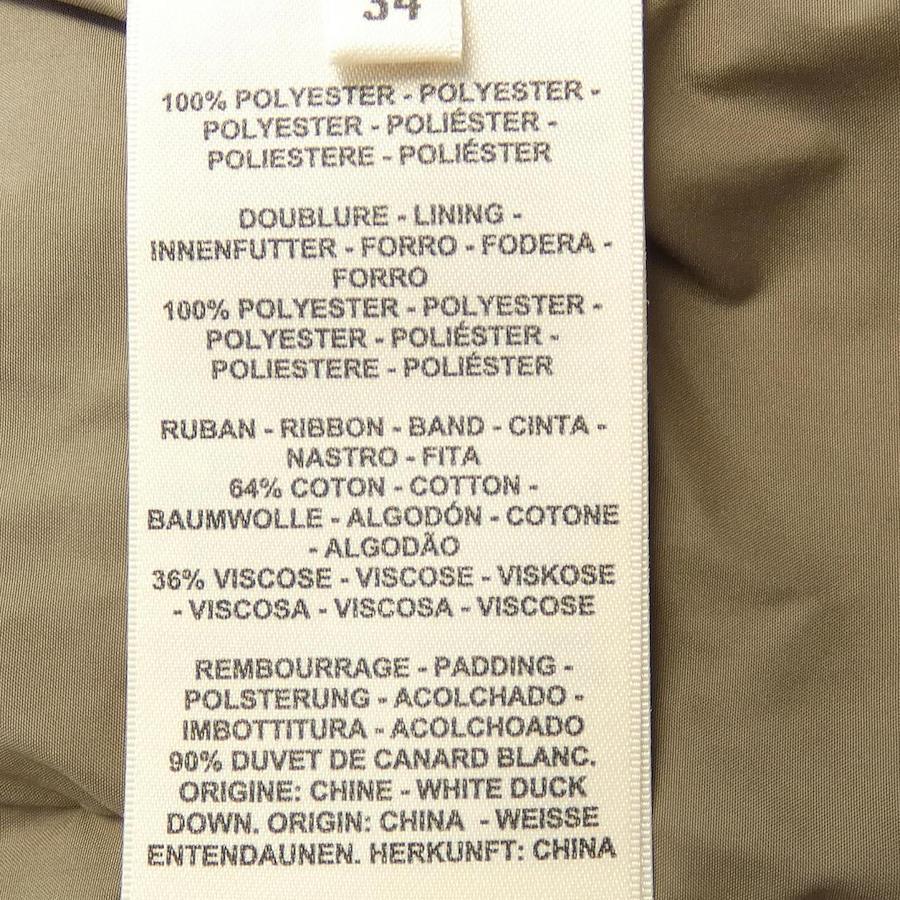 34
100% POLYESTER - POLYESTER -
POLYESTER - POLIÉSTER -
POLIESTERE - POLIÉSTER
DOUBLURE - LINING -
INNENFUTTER - FORRO - FODERA -
FORRO
100% POLYESTER - POLYESTER -
POLYESTER - POLIÉSTER -
POLIESTERE - POLIÉSTER
RUBAN - RIBBON - BAND - CINTA -
NASTRO - FITA
64% COTON - COTTON -
BAUMWOLLE - ALGODÓN - COTONE
- ALGODÃO
36% VISCOSE - VISCOSE - VISKOSE
- VISCOSA - VISCOSA - VISCOSE
REMBOURRAGE - PADDING -
POLSTERUNG - ACOLCHADO -
IMBOTTITURA - ACOLCHOADO
90% DUVET DE CANARD BLANC.
ORIGINE: CHINE - WHITE DUCK
DOWN. ORIGIN: CHINA - WEISSE
ENTENDAUNEN. HERKUNFT: CHINA